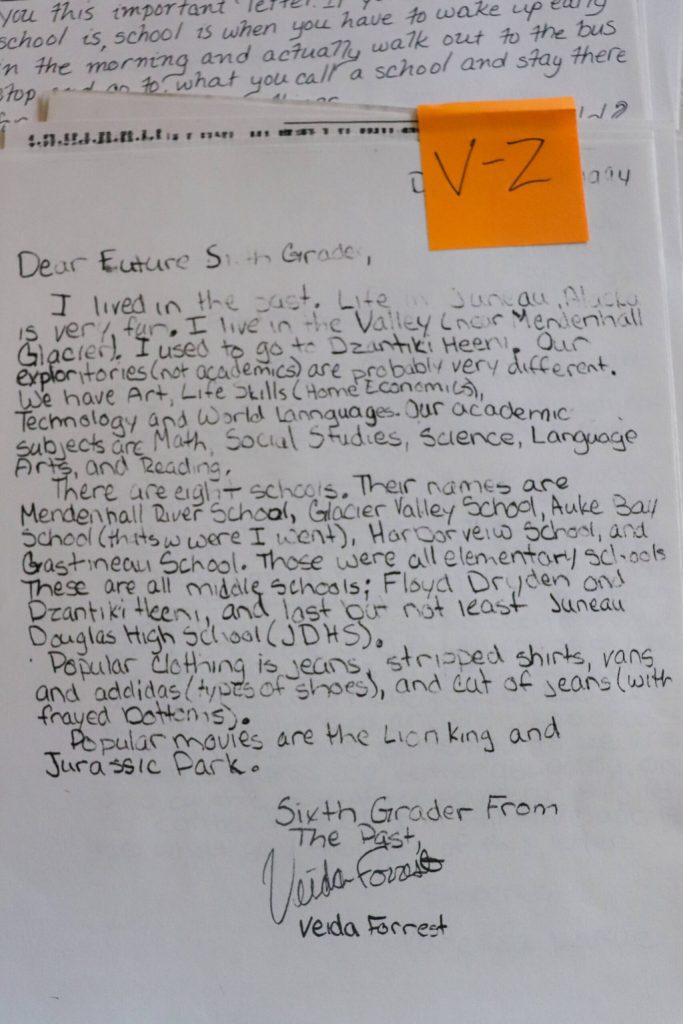 you this important letter. If
school is, school is when you have to wake up early
in the morning and actually walk out to the bus
stop and go to what you call a school and stay there
V-Z
Dear Future Sixth Grader,
I lived in the past. Life in Juneau, Alaska
is very fun. I live in the Valley (near Mendenhall
Glacier). I used to go to Dzantiki Heeni. Our
exploritories (not academics) are probably very different.
We have Art, Life Skills (Home Economics),
Technology and World Lannguages. Our academic
subjects are Math, Social Studies, Science, Language
Arts, and Reading.
There are eight schools. Their names are
Mendenhall River School, Glacier Valley School, Auke Bay
School (thats w were I went), Harborveiw School, and
Gastineau School. Those were all elementary schools
These are all middle schools; Floyd Dryden and
Dzantiki Heeni, and last but not least Juneau
Douglas High School (JDHS).
Popular clothing is jeans, stripped shirts, vans
and addidas (types of shoes), and cut of jeans (with
frayed bottoms).
Popular movies are the Lion king and
Jurassic Park.
Sixth Grader From
The Past,
Veida Forrest
Veida Forrest